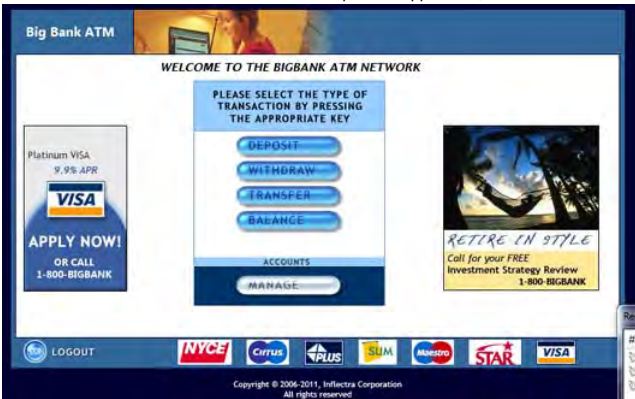 Big Bank ATM
WELCOME TO THE BIGBANK ATM NETWORK
PLEASE SELECT THE TYPE OF
TRANSACTION BY PRESSING
THE APPROPRIATE KEY
DEPOSIT
WITHDRAW
TRANSFER
BALANCE
ACCOUNTS
MANAGE
Platinum VISA
9.9% APR
VISA
APPLY NOW!
OR CALL
1-800-BIGBANK
RETIRE IN STYLE
Call for your FREE
Investment Strategy Review
1-800-BIGBANK
Re
#
LOGOUT
NYCE
Cirrus
PLUS
SUM
Maestro
STAR
VISA
Copyright © 2006-2011, Inflectra Corporation
All rights reserved